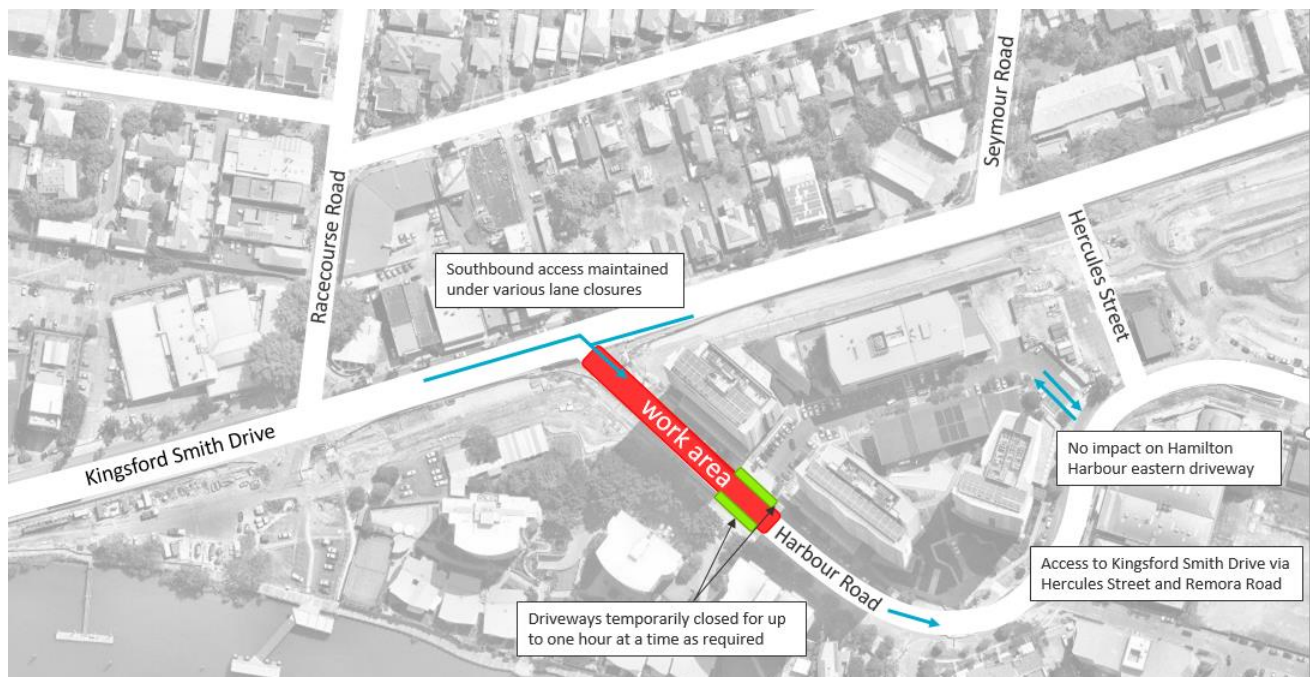 Seymour Road
Racecourse Road
Hercules Street
Southbound access maintained
under various lane closures
Kingsford Smith Drive
work area
No impact on Hamilton
Harbour eastern driveway
Harbour Road
Access to Kingsford Smith Drive via
Hercules Street and Remora Road
Driveways temporarily closed for up
to one hour at a time as required